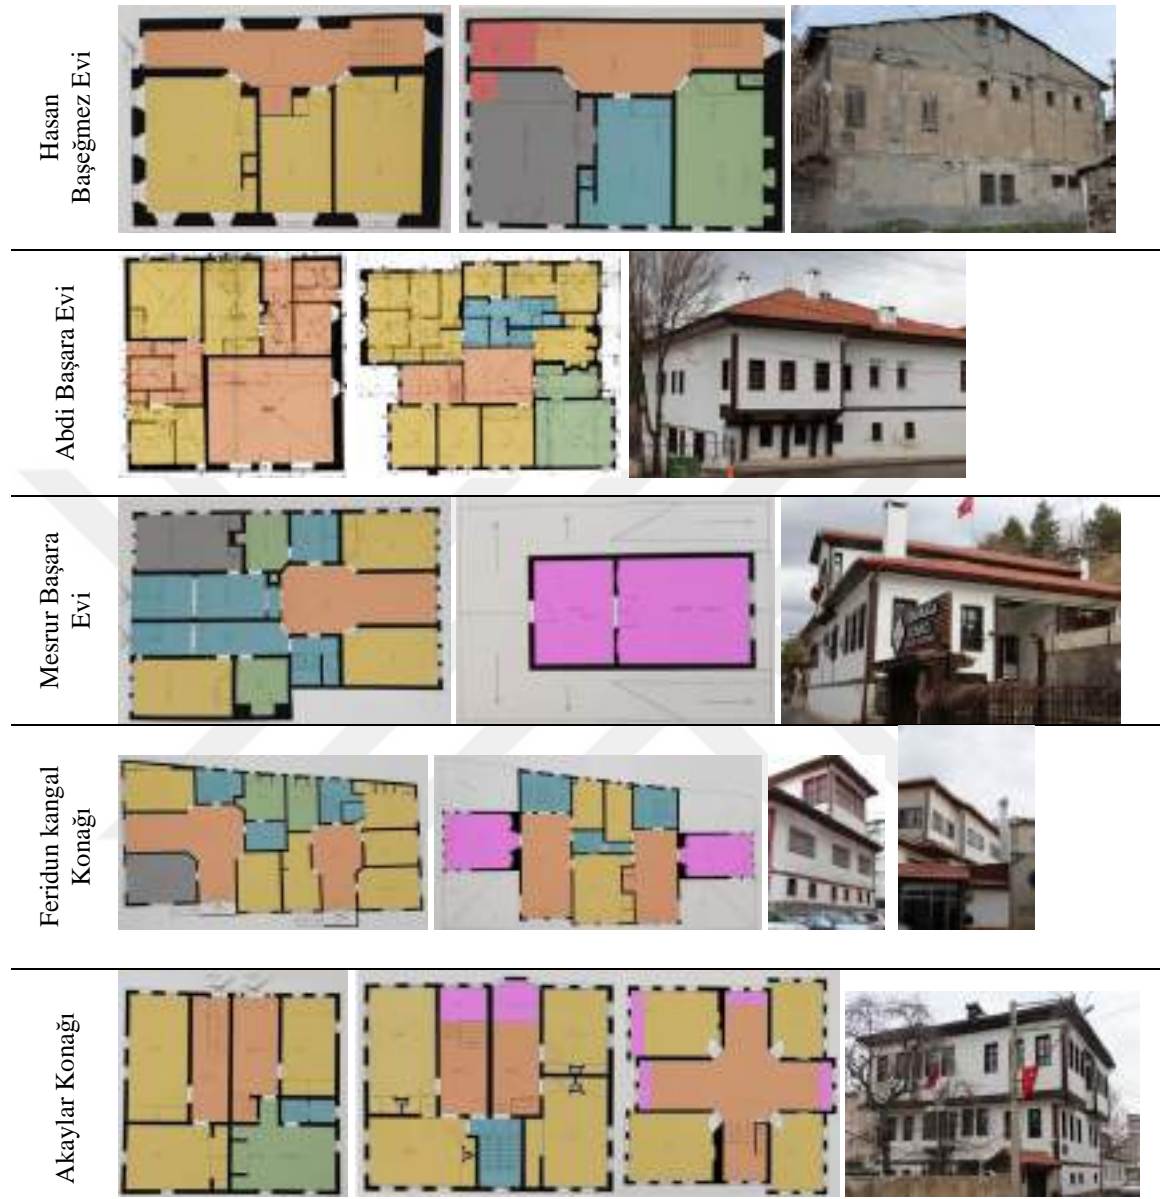 Hasan
Başeğmez Evi
Abdi Başara Evi
Mesrur Başara
Evi
Feridun kangal
Konağı
Akaylar Konağı